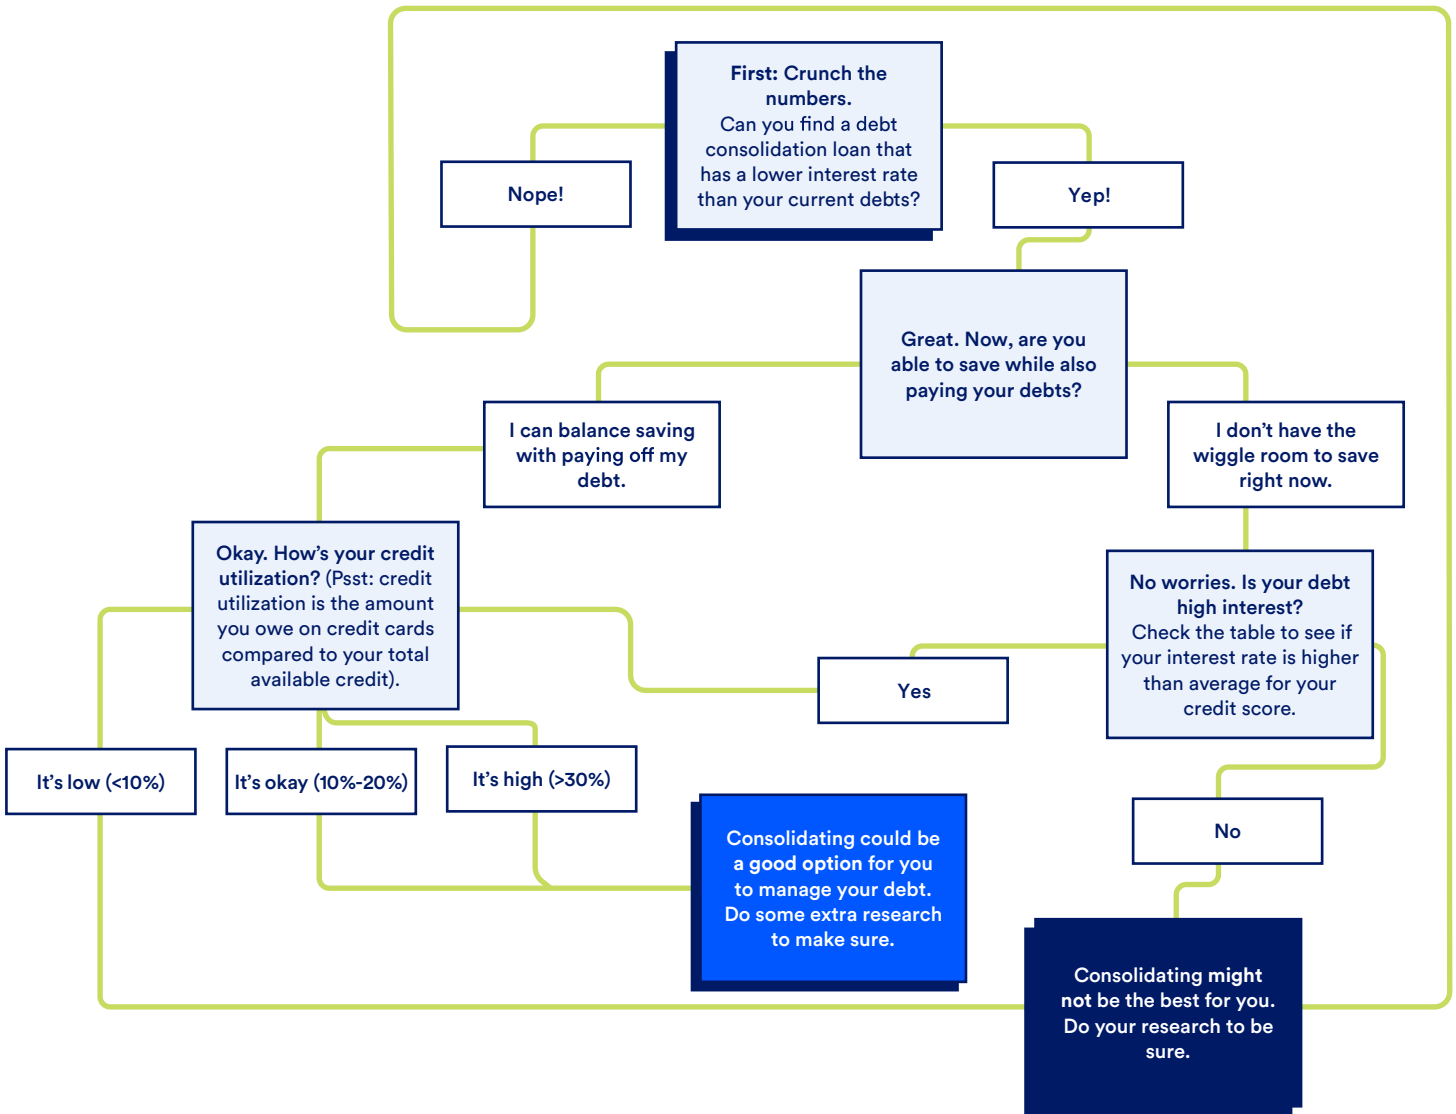 First: Crunch the
numbers.
Can you find a debt
consolidation loan that
has a lower interest rate
than your current debts?
Nope!
Yep!
Great. Now, are you
able to save while also
paying your debts?
I can balance saving
with paying off my
debt.
I don’t have the
wiggle room to save
right now.
Okay. How’s your credit
utilization? (Psst: credit
utilization is the amount
you owe on credit cards
compared to your total
available credit).
No worries. Is your debt
high interest?
Check the table to see if
your interest rate is higher
than average for your
credit score.
Yes
It’s low (<10%)
It’s okay (10%-20%)
It’s high (>30%)
No
Consolidating could be
a good option for you
to manage your debt.
Do some extra research
to make sure.
Consolidating might
not be the best for you.
Do your research to be
sure.